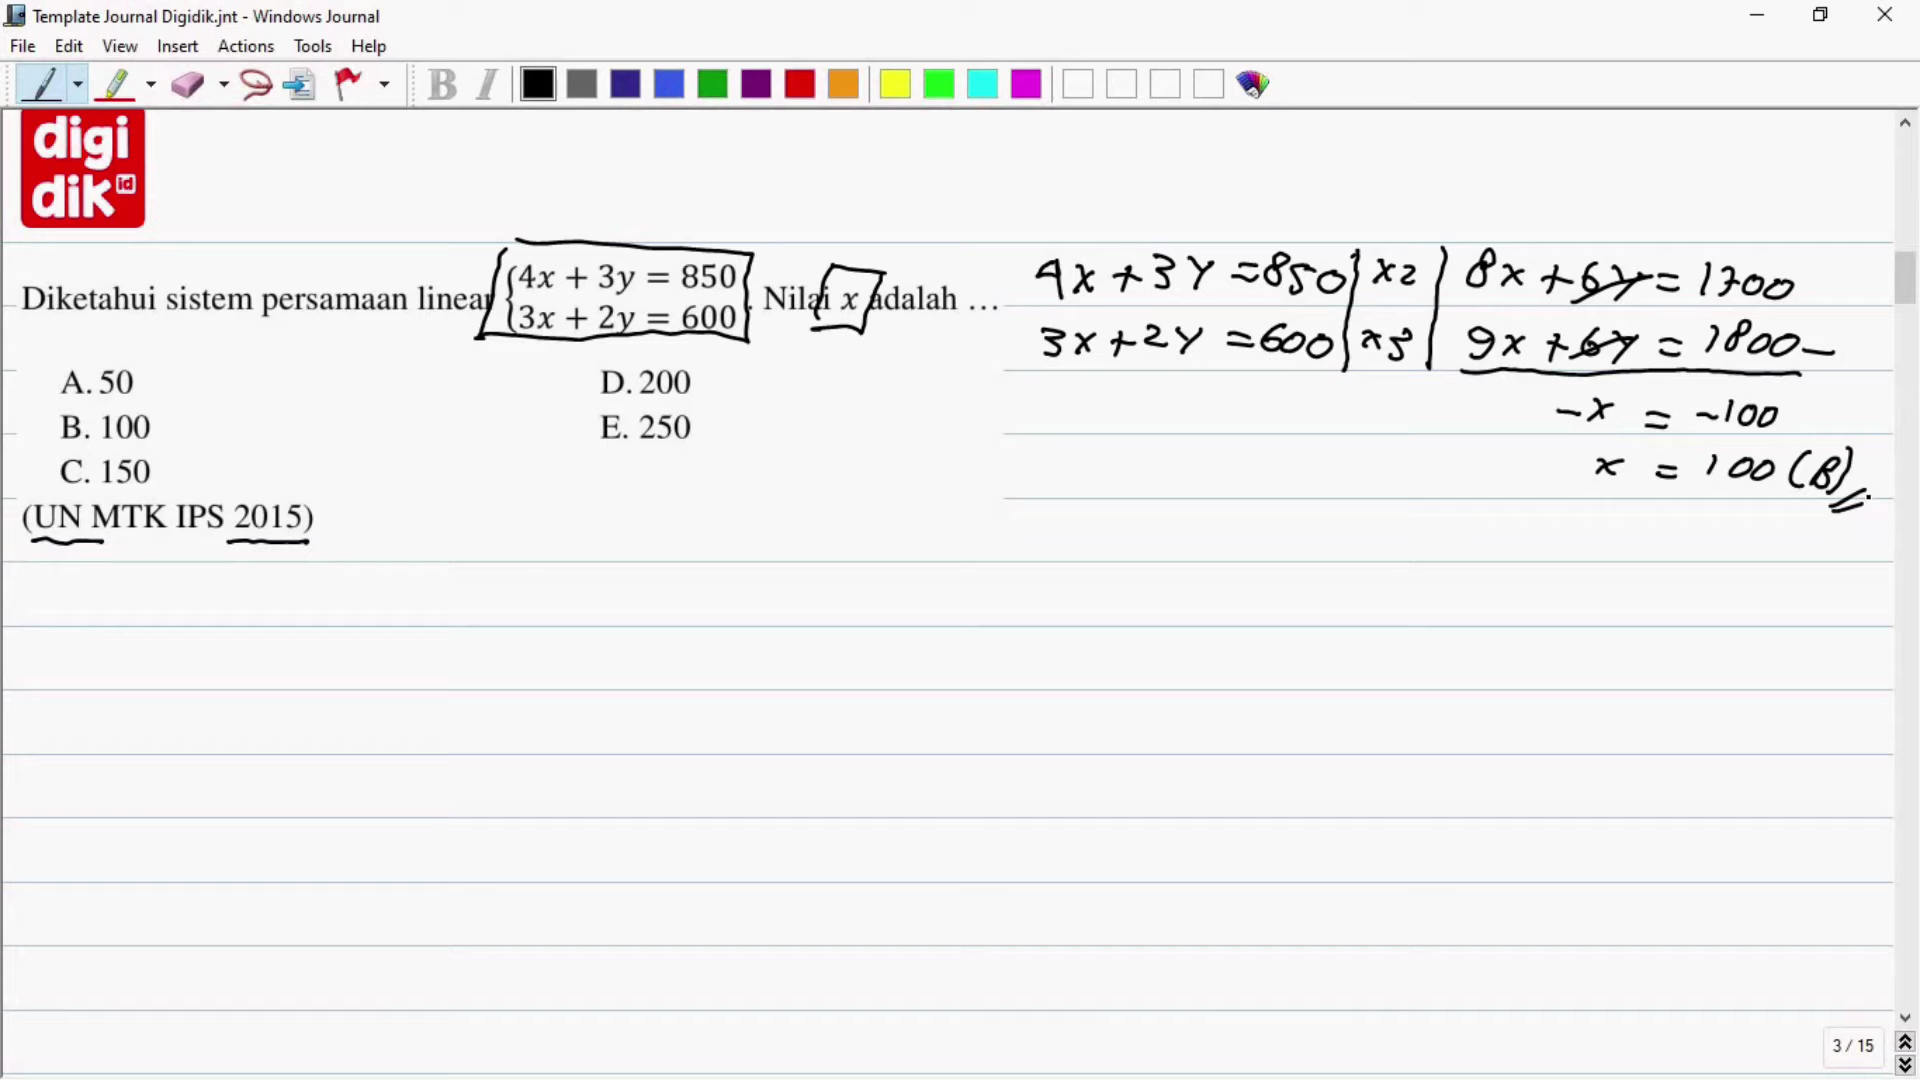 Template Journal Digidik.jnt - Windows Journal
File Edit View Insert Actions Tools Help
B I
digi
dik id
Diketahui sistem persamaan linear {4x + 3y = 850
3x + 2y = 600 . Nilai x adalah …
A. 50
B. 100
C. 150
D. 200
E. 250
(UN MTK IPS 2015)
4x + 3y = 850 | x2 | 8x + 6y = 1700
3x + 2y = 600 | x3 | 9x + 6y = 1800 –
-x = -100
x = 100 (B)
3 / 15